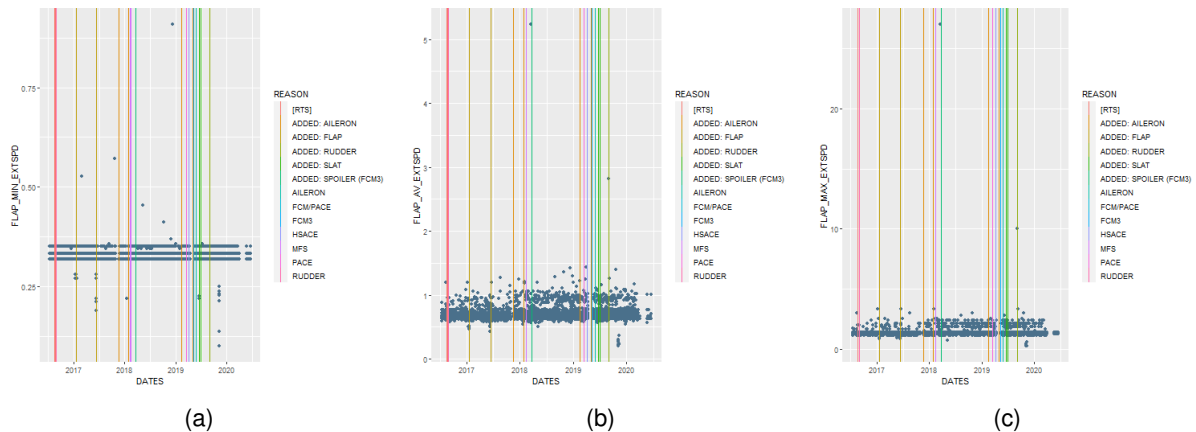 FLAP_MIN_EXTSPD
0.75
0.50
0.25
2017 2018 2019 2020
DATES
REASON
[RTS]
ADDED: AILERON
ADDED: FLAP
ADDED: RUDDER
ADDED: SLAT
ADDED: SPOILER (FCM3)
AILERON
FCM/PACE
FCM3
HSACE
MFS
PACE
RUDDER
(a)
FLAP_AV_EXTSPD
5
4
3
2
1
0
2017 2018 2019 2020
DATES
REASON
[RTS]
ADDED: AILERON
ADDED: FLAP
ADDED: RUDDER
ADDED: SLAT
ADDED: SPOILER (FCM3)
AILERON
FCM/PACE
FCM3
HSACE
MFS
PACE
RUDDER
(b)
FLAP_MAX_EXTSPD
20
10
0
2017 2018 2019 2020
DATES
REASON
[RTS]
ADDED: AILERON
ADDED: FLAP
ADDED: RUDDER
ADDED: SLAT
ADDED: SPOILER (FCM3)
AILERON
FCM/PACE
FCM3
HSACE
MFS
PACE
RUDDER
(c)